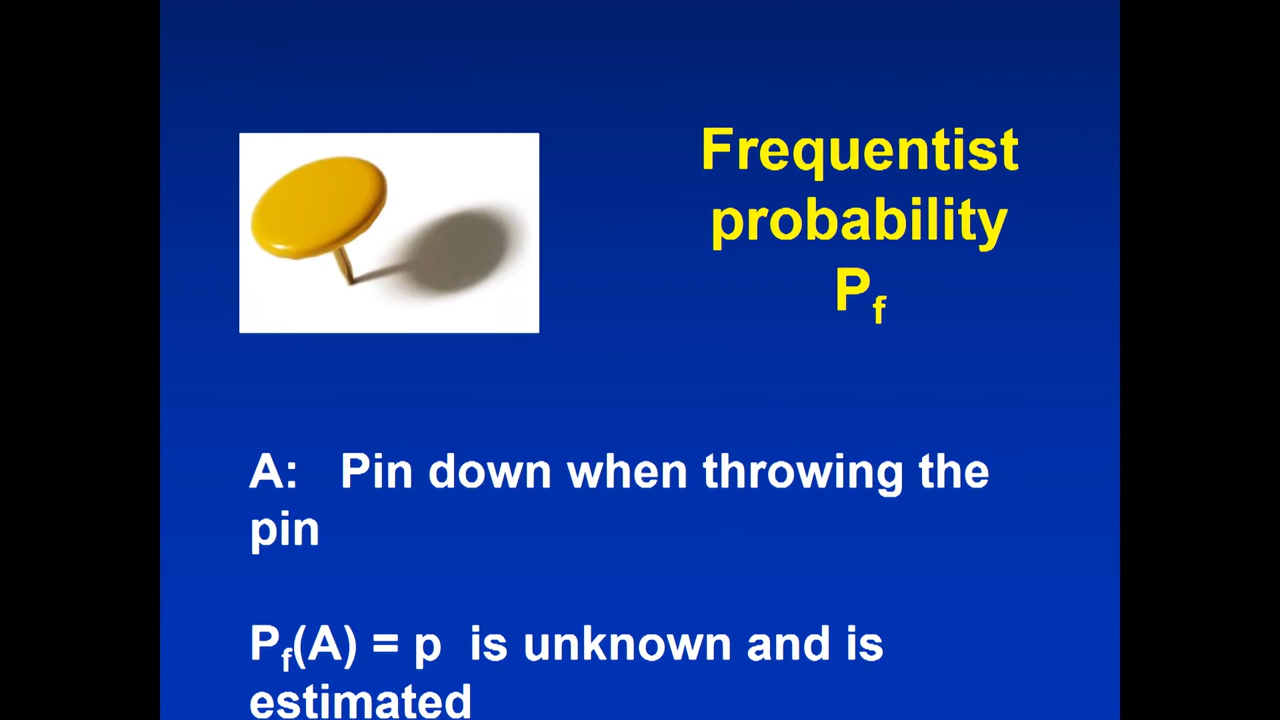 Frequentist
probability
Pf
A: Pin down when throwing the
pin
Pf(A) = p is unknown and is
estimated